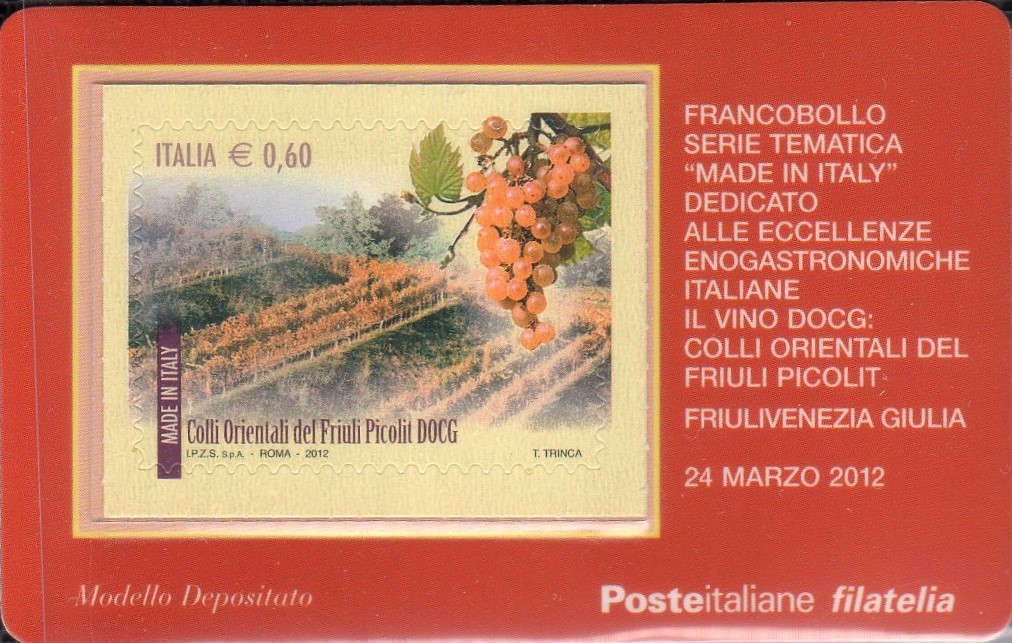 ITALIA € 0,60
MADE IN ITALY
Colli Orientali del Friuli Picolit DOCG
I.P.Z.S. S.p.A. - ROMA - 2012
T. TRINCA
FRANCOBOLLO
SERIE TEMATICA
“MADE IN ITALY”
DEDICATO
ALLE ECCELLENZE
ENOGASTRONOMICHE
ITALIANE
IL VINO DOCG:
COLLI ORIENTALI DEL
FRIULI PICOLIT
FRIULIVENEZIA GIULIA
24 MARZO 2012
Modello Depositato
Posteitaliane filatelia